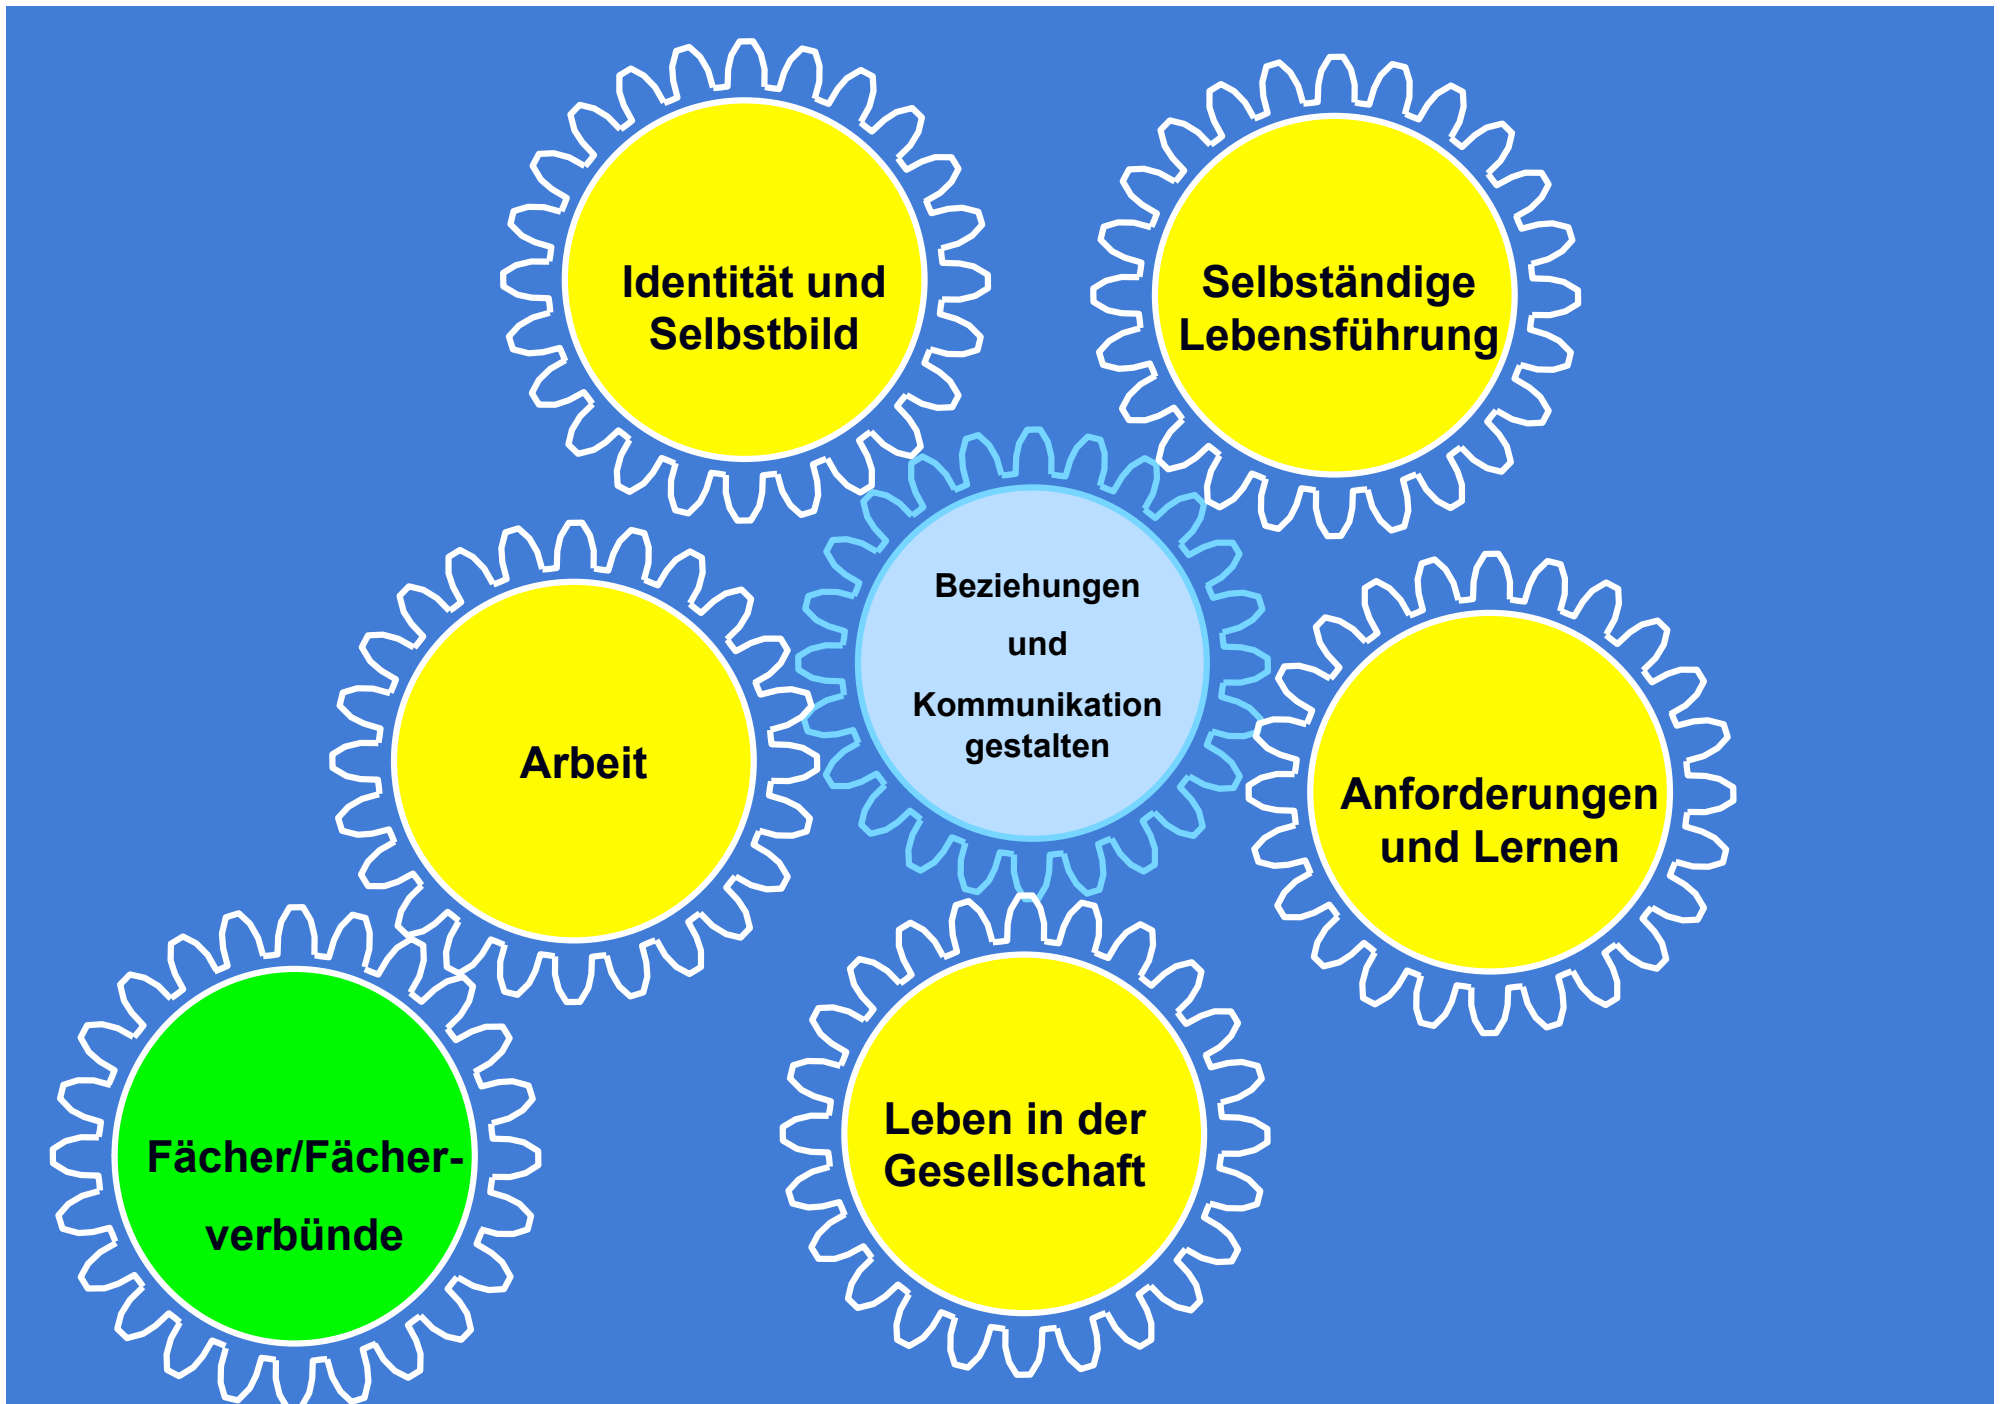 Identität und
Selbstbild
Selbständige
Lebensführung
Beziehungen
und
Kommunikation
gestalten
Arbeit
Anforderungen
und Lernen
Leben in der
Gesellschaft
Fächer/Fächer-
verbünde